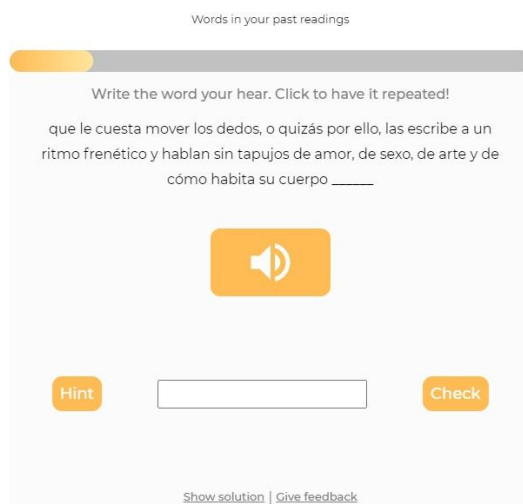 Words in your past readings
Write the word your hear. Click to have it repeated!
que le cuesta mover los dedos, o quizás por ello, las escribe a un
ritmo frenético y hablan sin tapujos de amor, de sexo, de arte y de
cómo habita su cuerpo ______
Hint
Check
Show solution | Give feedback